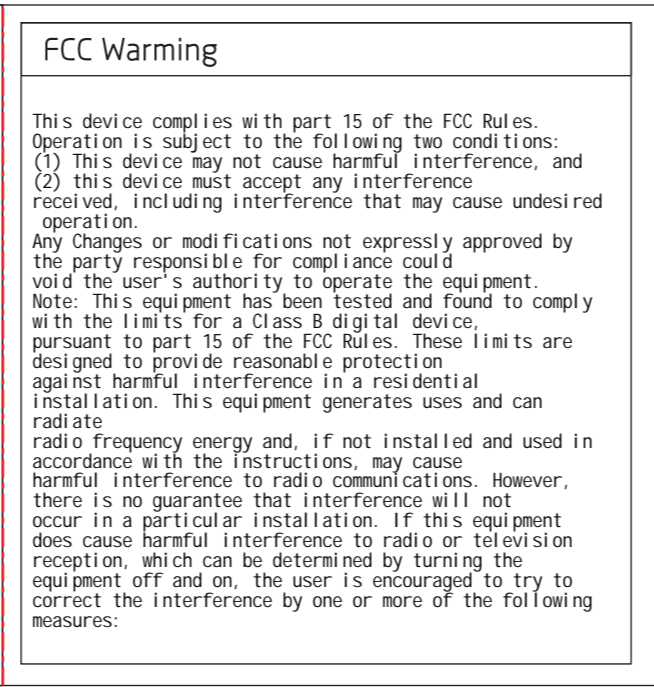 FCC Warming
This device complies with part 15 of the FCC Rules.
Operation is subject to the following two conditions:
(1) This device may not cause harmful interference, and
(2) this device must accept any interference
received, including interference that may cause undesired
operation.
Any Changes or modifications not expressly approved by
the party responsible for compliance could
void the user's authority to operate the equipment.
Note: This equipment has been tested and found to comply
with the limits for a Class B digital device,
pursuant to part 15 of the FCC Rules. These limits are
designed to provide reasonable protection
against harmful interference in a residential
installation. This equipment generates uses and can
radiate
radio frequency energy and, if not installed and used in
accordance with the instructions, may cause
harmful interference to radio communications. However,
there is no guarantee that interference will not
occur in a particular installation. If this equipment
does cause harmful interference to radio or television
reception, which can be determined by turning the
equipment off and on, the user is encouraged to try to
correct the interference by one or more of the following
measures: